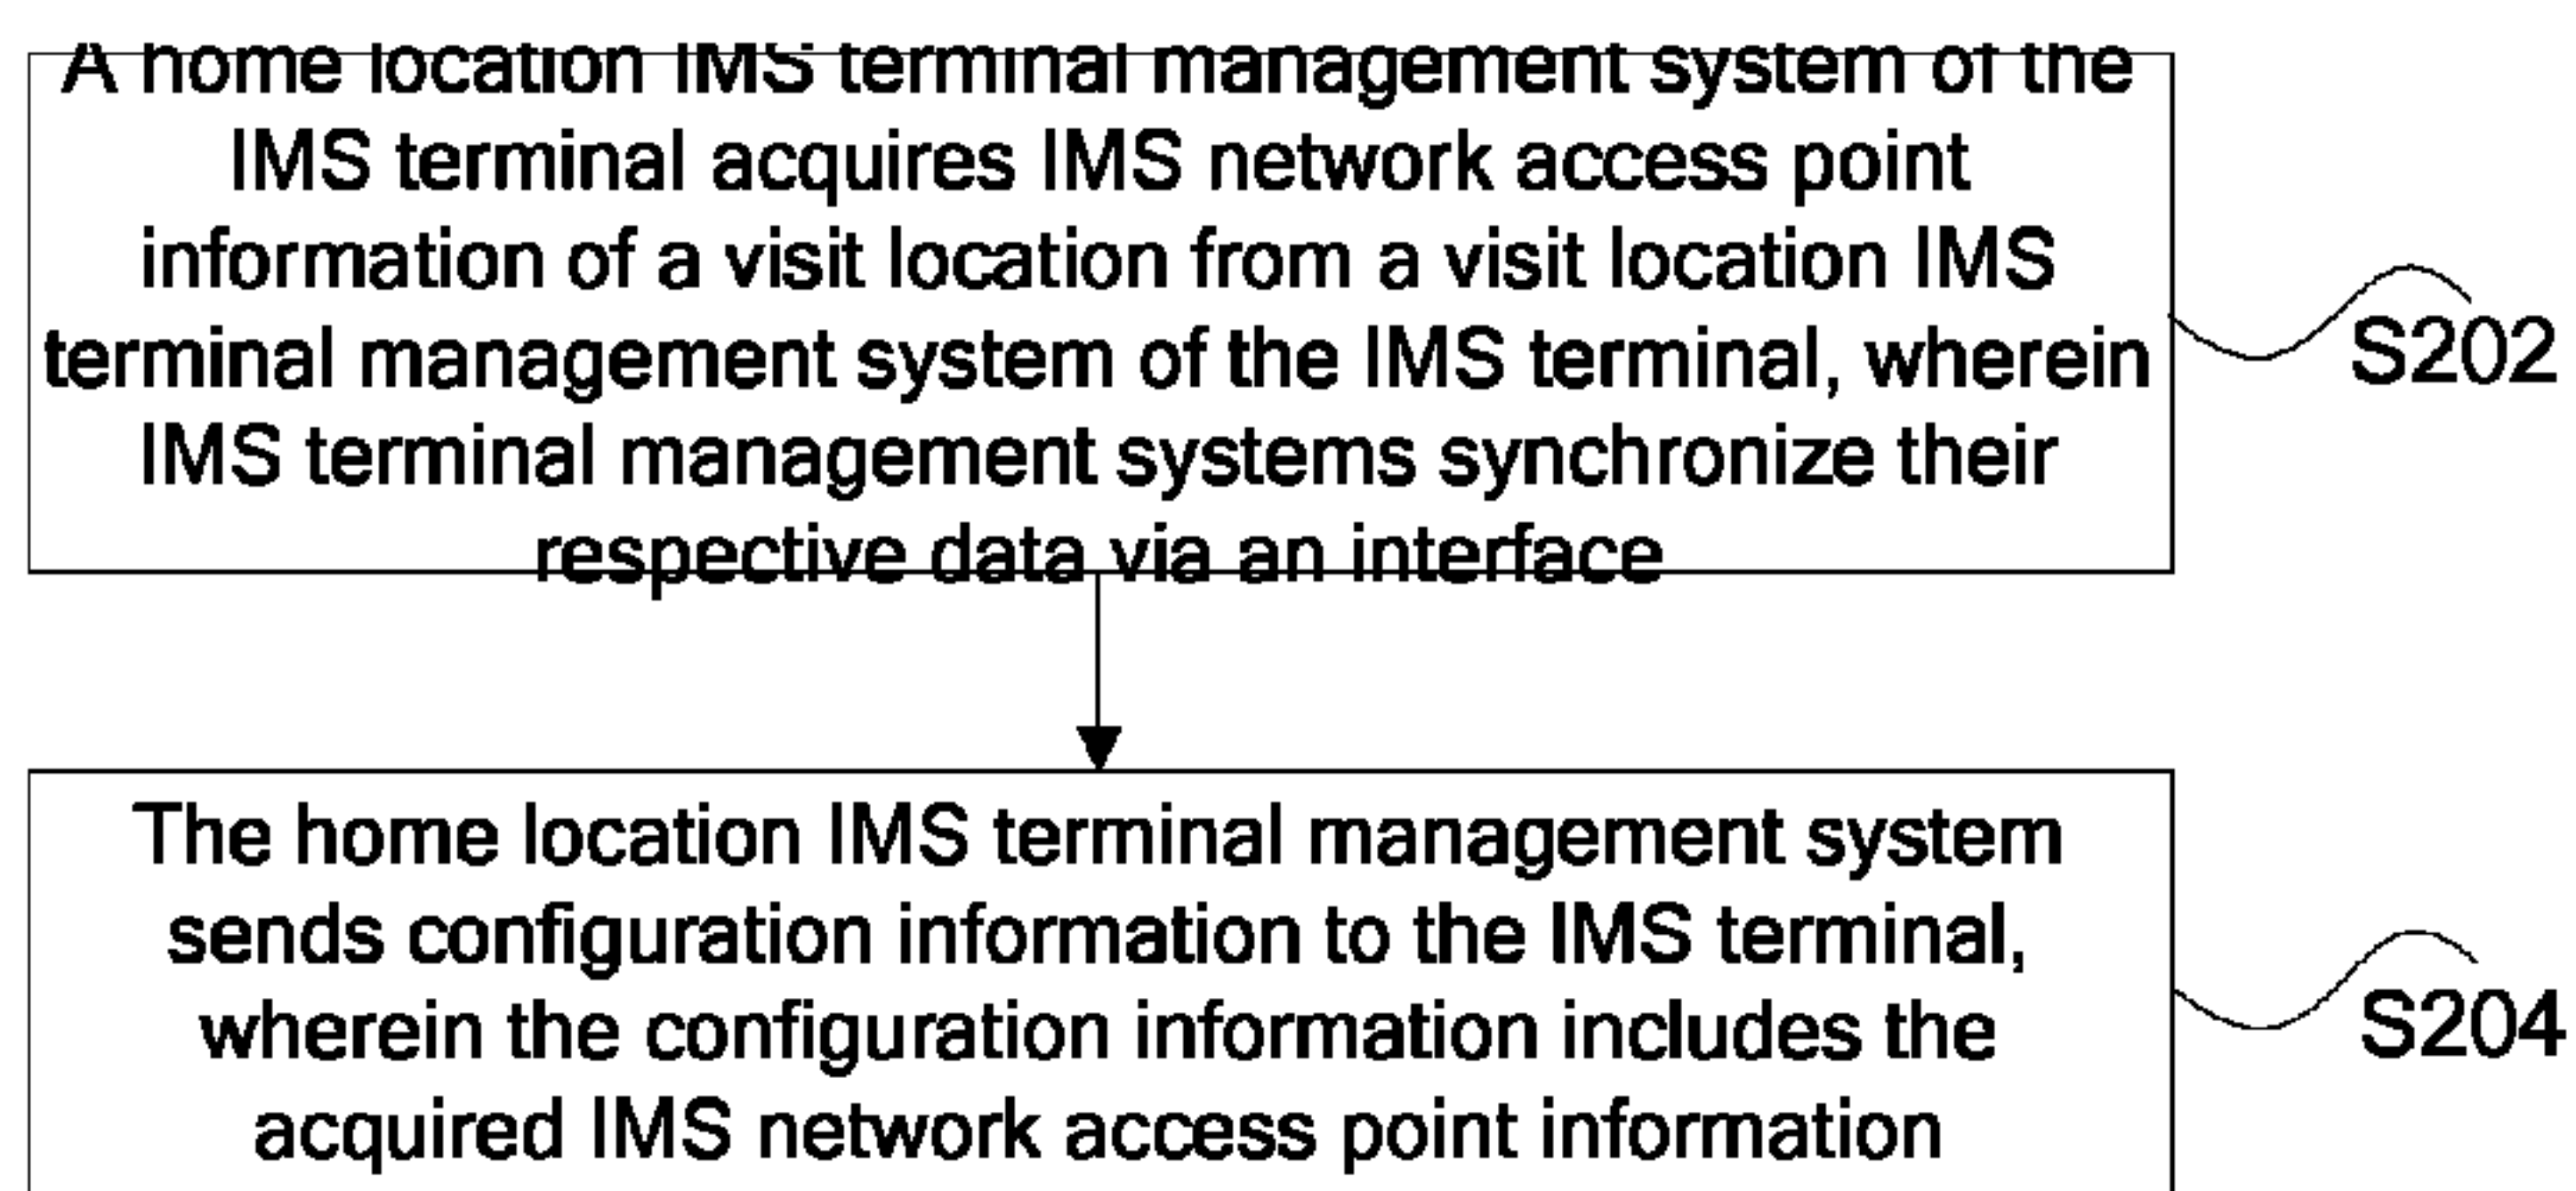 A home location IMS terminal management system of the
IMS terminal acquires IMS network access point
information of a visit location from a visit location IMS
terminal management system of the IMS terminal, wherein
IMS terminal management systems synchronize their
respective data via an interface
S202
The home location IMS terminal management system
sends configuration information to the IMS terminal,
wherein the configuration information includes the
acquired IMS network access point information
S204